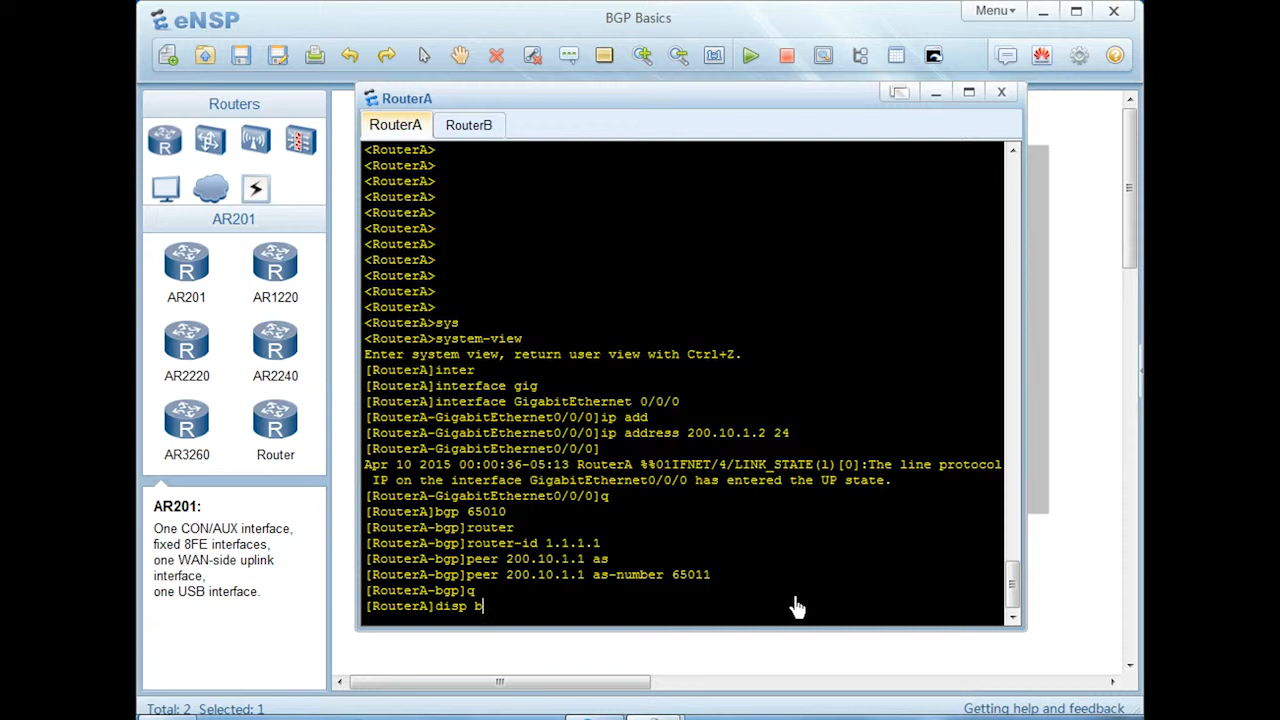 eNSP
BGP Basics
Menu
Routers
AR201
AR201
AR1220
AR2220
AR2240
AR3260
Router
AR201:
One CON/AUX interface,
fixed 8FE interfaces,
one WAN-side uplink
interface,
one USB interface.
RouterA
RouterA
RouterB
<RouterA>
<RouterA>
<RouterA>
<RouterA>
<RouterA>
<RouterA>
<RouterA>
<RouterA>
<RouterA>
<RouterA>
<RouterA>
<RouterA>sys
<RouterA>system-view
Enter system view, return user view with Ctrl+Z.
[RouterA]inter
[RouterA]interface gig
[RouterA]interface GigabitEthernet 0/0/0
[RouterA-GigabitEthernet0/0/0]ip add
[RouterA-GigabitEthernet0/0/0]ip address 200.10.1.2 24
[RouterA-GigabitEthernet0/0/0]
Apr 10 2015 00:00:36-05:13 RouterA %%01IFNET/4/LINK_STATE(l)[0]:The line protocol
IP on the interface GigabitEthernet0/0/0 has entered the UP state.
[RouterA-GigabitEthernet0/0/0]q
[RouterA]bgp 65010
[RouterA-bgp]router
[RouterA-bgp]router-id 1.1.1.1
[RouterA-bgp]peer 200.10.1.1 as
[RouterA-bgp]peer 200.10.1.1 as-number 65011
[RouterA-bgp]q
[RouterA]disp b
Total: 2 Selected: 1
Getting help and feedback